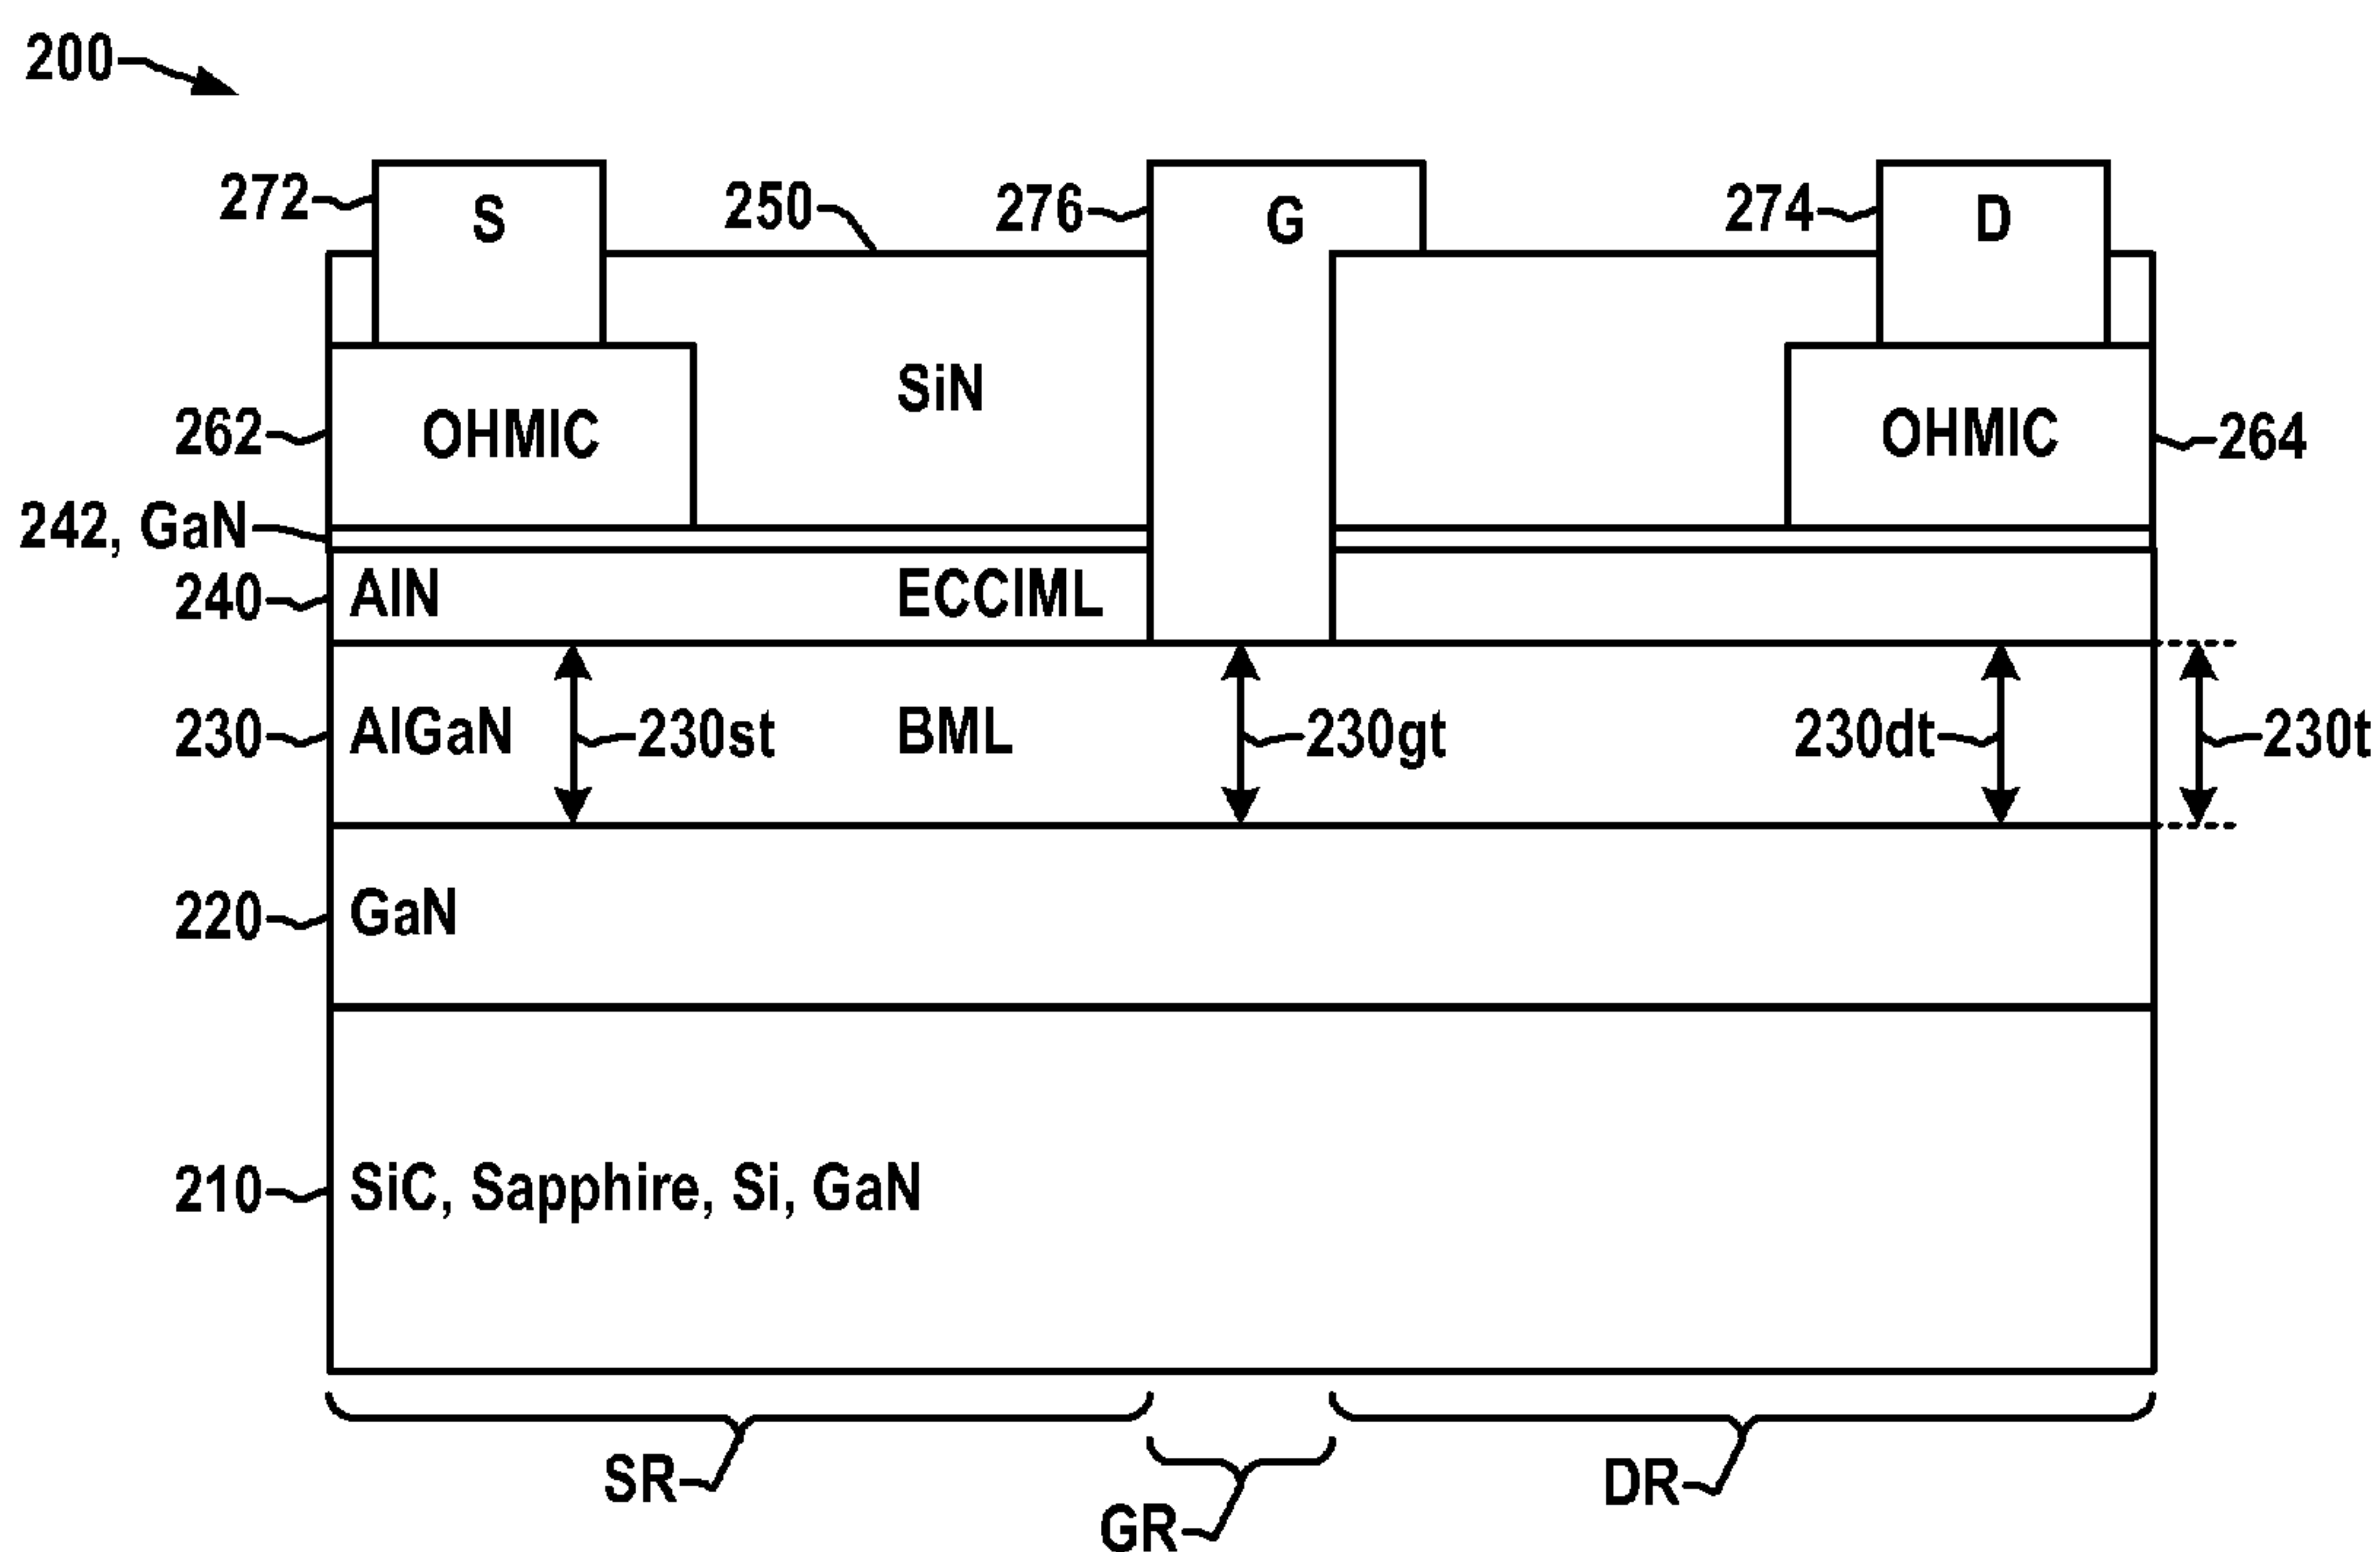 200
272
S
250
276
G
274
D
SiN
262
OHMIC
OHMIC
264
242, GaN
240
AlN
ECCIML
230
AlGaN
230st
BML
230gt
230dt
230t
220
GaN
210
SiC, Sapphire, Si, GaN
SR
GR
DR